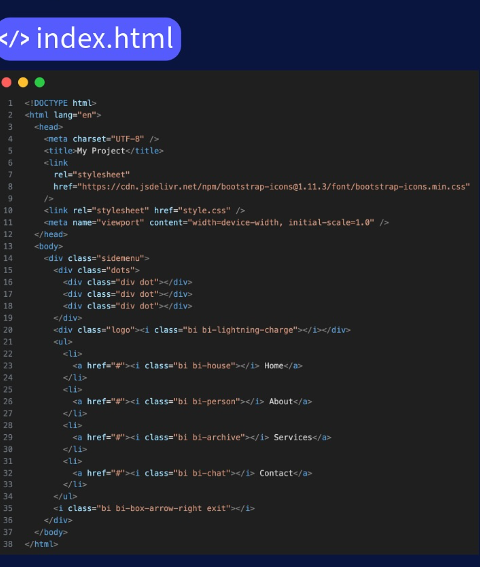 </> index.html
1 <!DOCTYPE html>
2 <html lang="en">
3   <head>
4     <meta charset="UTF-8" />
5     <title>My Project</title>
6     <link
7       rel="stylesheet"
8       href="https://cdn.jsdelivr.net/npm/bootstrap-icons@1.11.3/font/bootstrap-icons.min.css"
9     />
10     <link rel="stylesheet" href="style.css" />
11     <meta name="viewport" content="width=device-width, initial-scale=1.0" />
12   </head>
13   <body>
14     <div class="sidemenu">
15       <div class="dots">
16         <div class="div dot"></div>
17         <div class="div dot"></div>
18         <div class="div dot"></div>
19       </div>
20       <div class="logo"><i class="bi bi-lightning-charge"></i></div>
21       <ul>
22         <li>
23           <a href="#"><i class="bi bi-house"></i> Home</a>
24         </li>
25         <li>
26           <a href="#"><i class="bi bi-person"></i> About</a>
27         </li>
28         <li>
29           <a href="#"><i class="bi bi-archive"></i> Services</a>
30         </li>
31         <li>
32           <a href="#"><i class="bi bi-chat"></i> Contact</a>
33         </li>
34       </ul>
35       <i class="bi bi-box-arrow-right exit"></i>
36     </div>
37   </body>
38 </html>